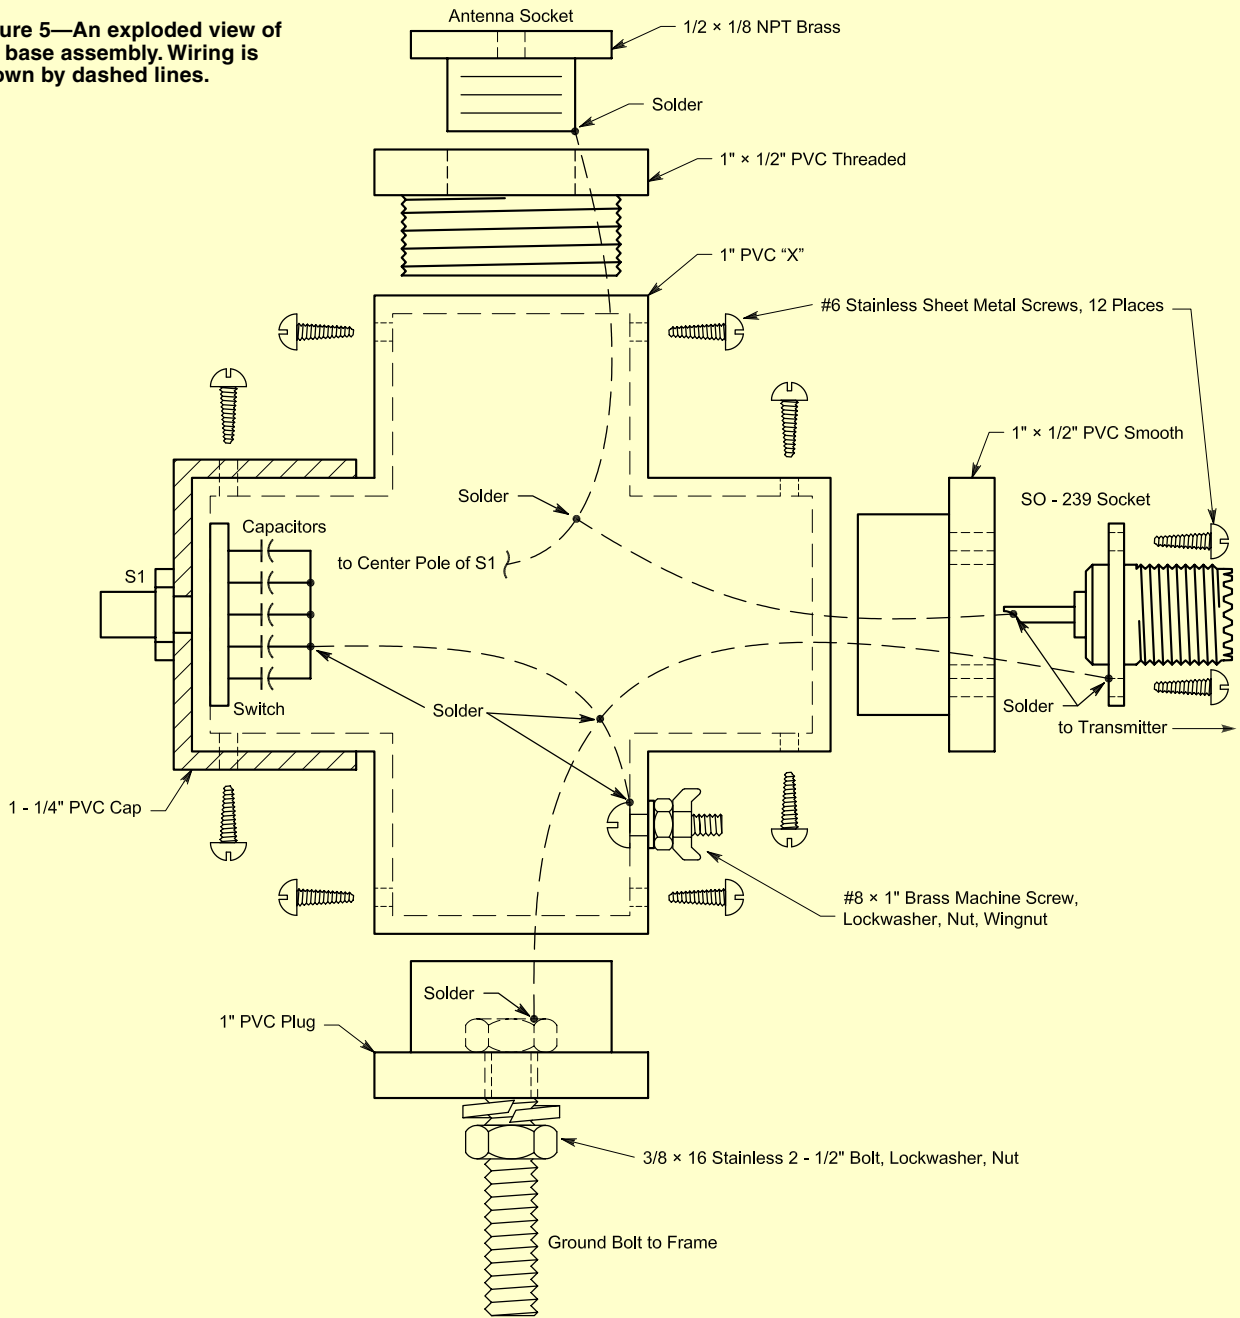 ure 5—An exploded view of
base assembly. Wiring is
own by dashed lines.
Antenna Socket
1/2 × 1/8 NPT Brass
Solder
1" × 1/2" PVC Threaded
1" PVC “X”
#6 Stainless Sheet Metal Screws, 12 Places
1" × 1/2" PVC Smooth
SO - 239 Socket
Solder
Capacitors
to Center Pole of S1
S1
Switch
Solder
Solder
to Transmitter
1 - 1/4" PVC Cap
#8 × 1" Brass Machine Screw,
Lockwasher, Nut, Wingnut
Solder
1" PVC Plug
3/8 × 16 Stainless 2 - 1/2" Bolt, Lockwasher, Nut
Ground Bolt to Frame